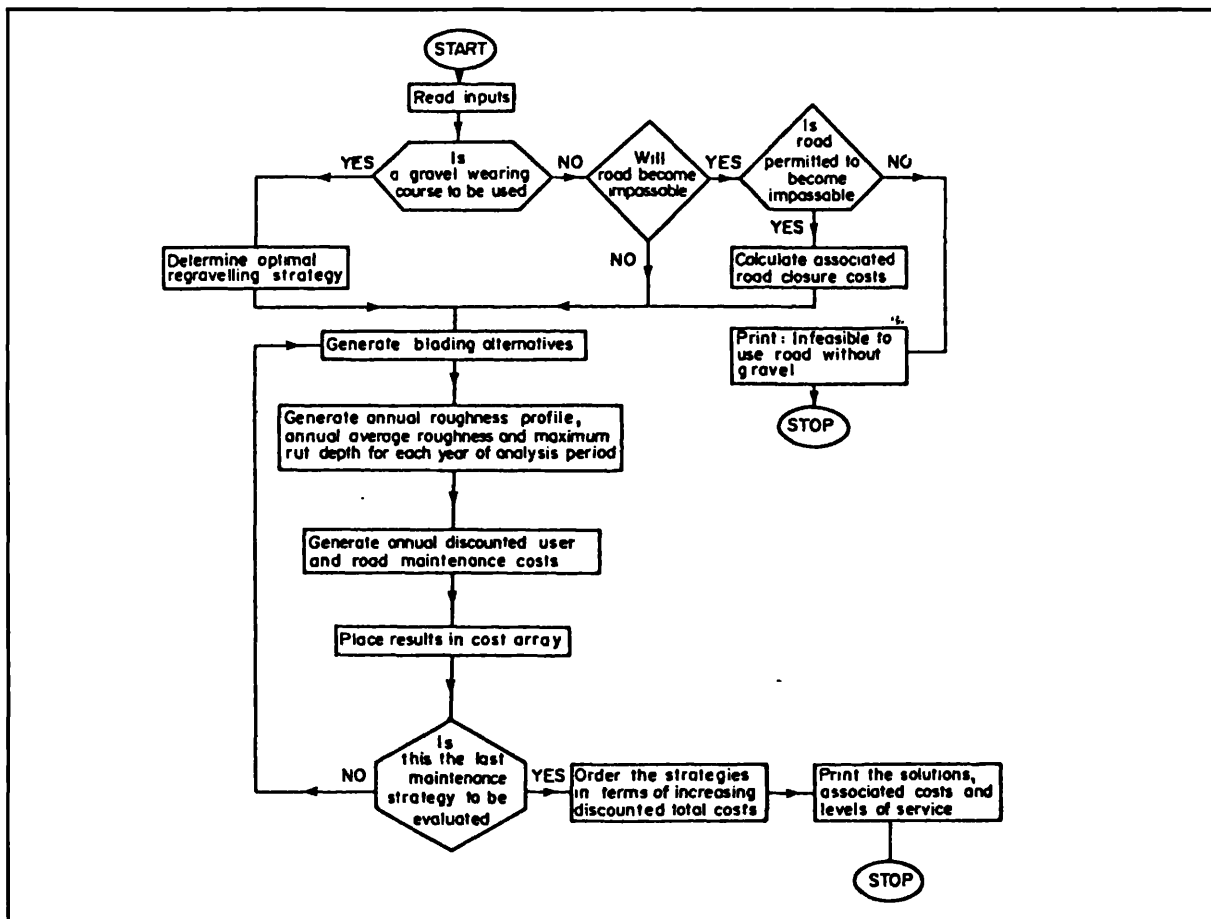 START
Read inputs
YES
Is
a gravel wearing
course to be used
NO
Will
road become
impassable
YES
Is
road
permitted to
become
impassable
NO
Determine optimal
regravelling strategy
NO
YES
Calculate associated
road closure costs
Generate blading alternatives
Print: Infeasible to
use road without
gravel
STOP
Generate annual roughness profile,
annual average roughness and maximum
rut depth for each year of analysis period
Generate annual discounted user
and road maintenance costs
Place results in cost array
NO
Is
this the last
maintenance
strategy to be
evaluated
YES
Order the strategies
in terms of increasing
discounted total costs
Print the solutions,
associated costs and
levels of service
STOP